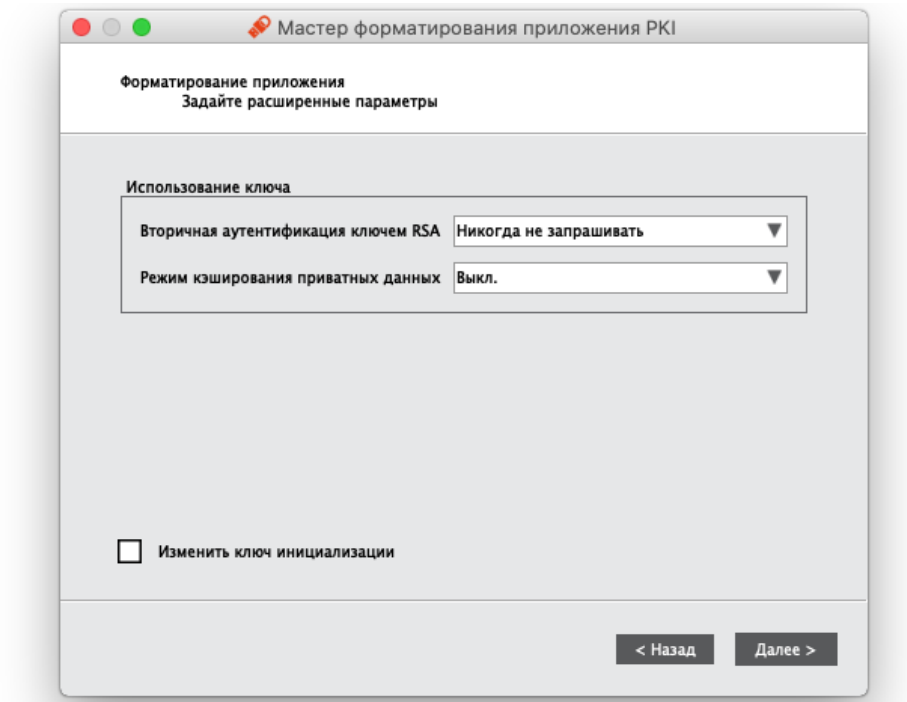 Мастер форматирования приложения PKI
Форматирование приложения
Задайте расширенные параметры
Использование ключа
Вторичная аутентификация ключем RSA Никогда не запрашивать
Режим кэширования приватных данных Выкл.
Изменить ключ инициализации
< Назад Далее >